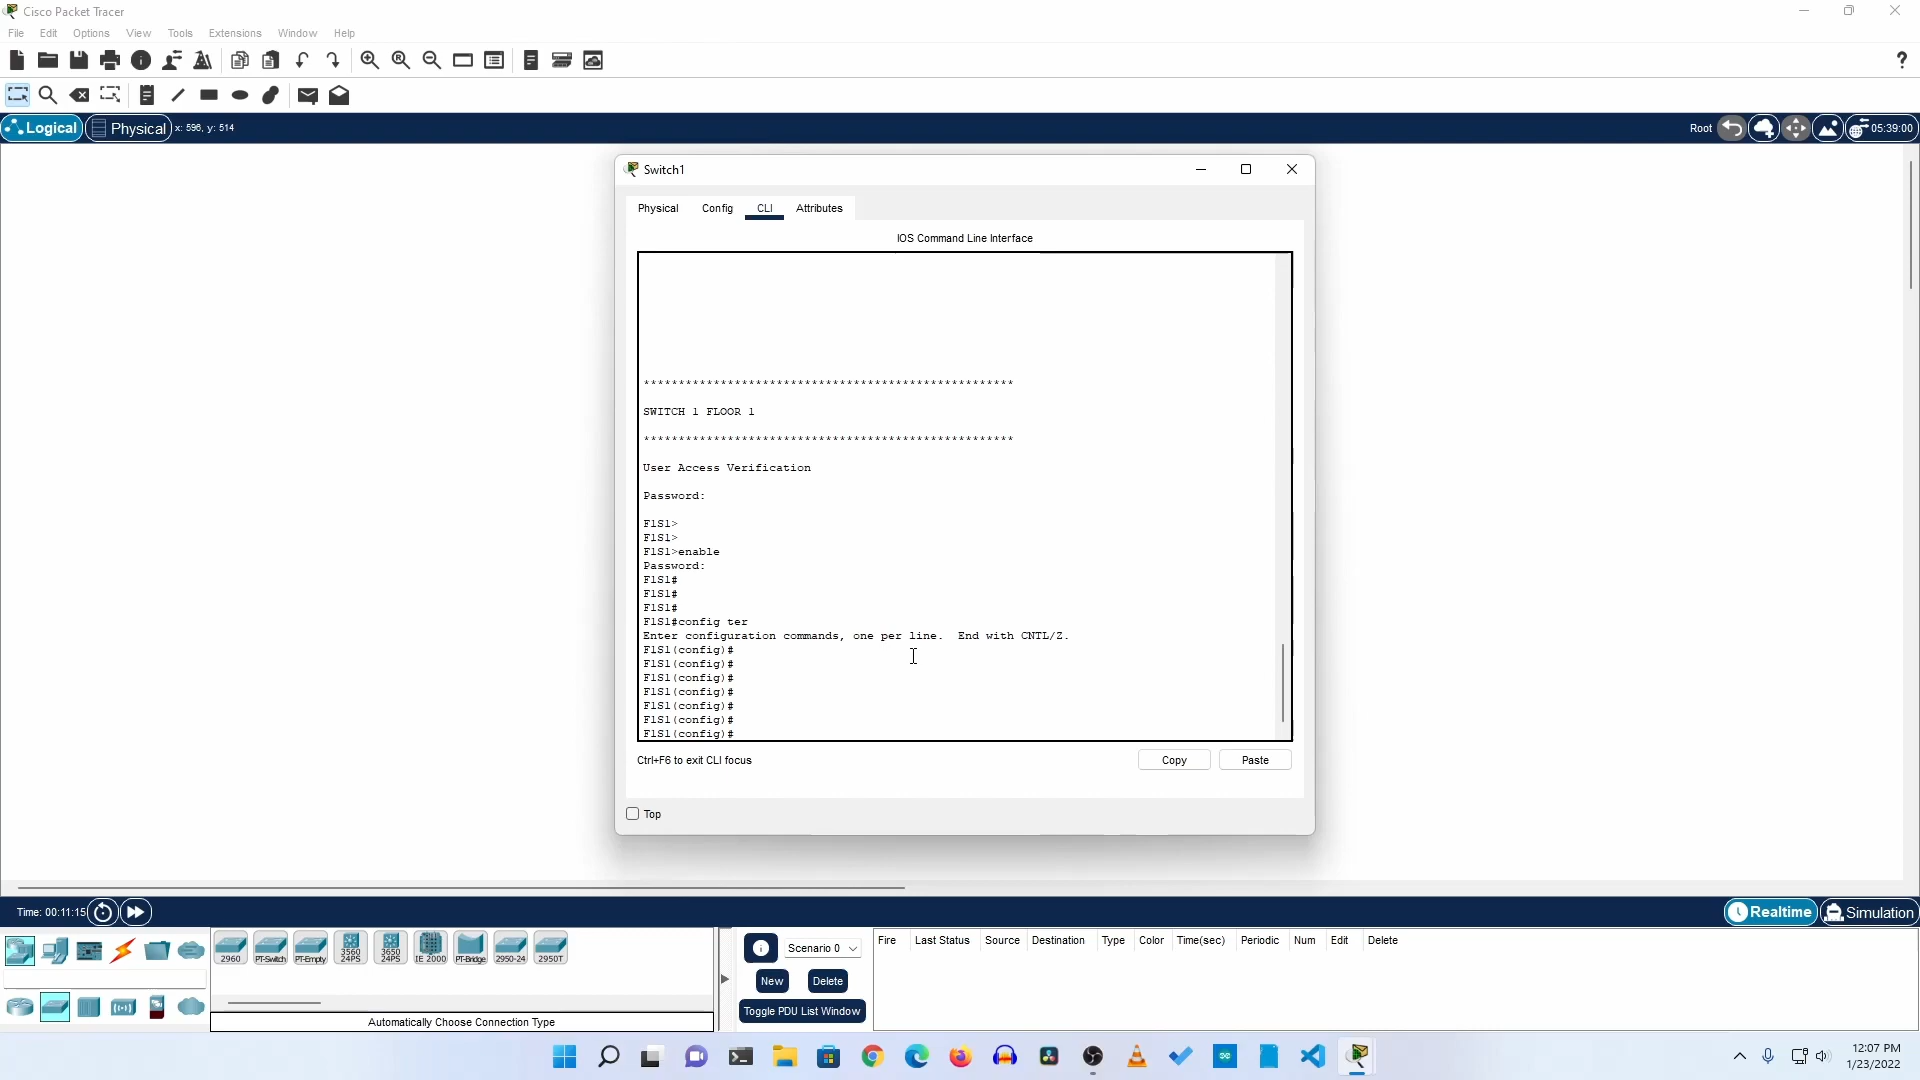 Cisco Packet Tracer
File Edit Options View Tools Extensions Window Help
?
Logical Physical x: 596, y: 514 Root 05:39:00
Switch1
Physical Config CLI Attributes
IOS Command Line Interface
*****************************************************
SWITCH 1 FLOOR 1
*****************************************************
User Access Verification
Password:
F1S1>
F1S1>
F1S1>enable
Password:
F1S1#
F1S1#
F1S1#
F1S1#config ter
Enter configuration commands, one per line.  End with CNTL/Z.
F1S1(config)#
F1S1(config)#
F1S1(config)#
F1S1(config)#
F1S1(config)#
F1S1(config)#
F1S1(config)#
Ctrl+F6 to exit CLI focus Copy Paste
Top
Time: 00:11:15 Realtime Simulation
2960 PT-Switch PT-Empty 3560 24PS 3650 24PS IE 2000 PT-Bridge 2950-24 2950T
Automatically Choose Connection Type
Scenario 0
New Delete
Toggle PDU List Window
Fire Last Status Source Destination Type Color Time(sec) Periodic Num Edit Delete
12:07 PM
1/23/2022